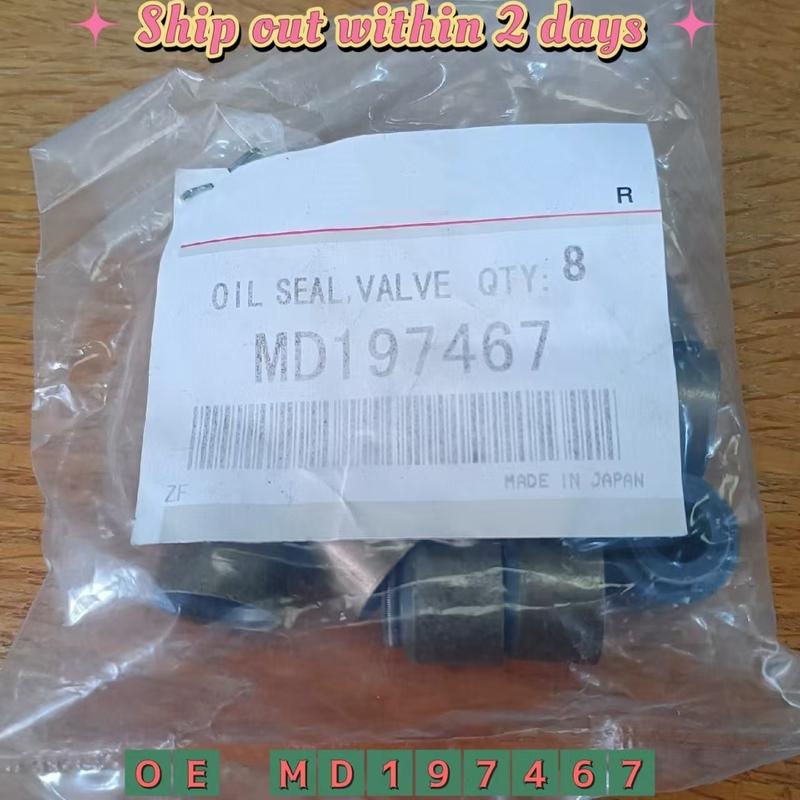 Ship out within 2 days
R
OIL SEAL,VALVE QTY: 8
MD197467
ZF
MADE IN JAPAN
OE MD197467